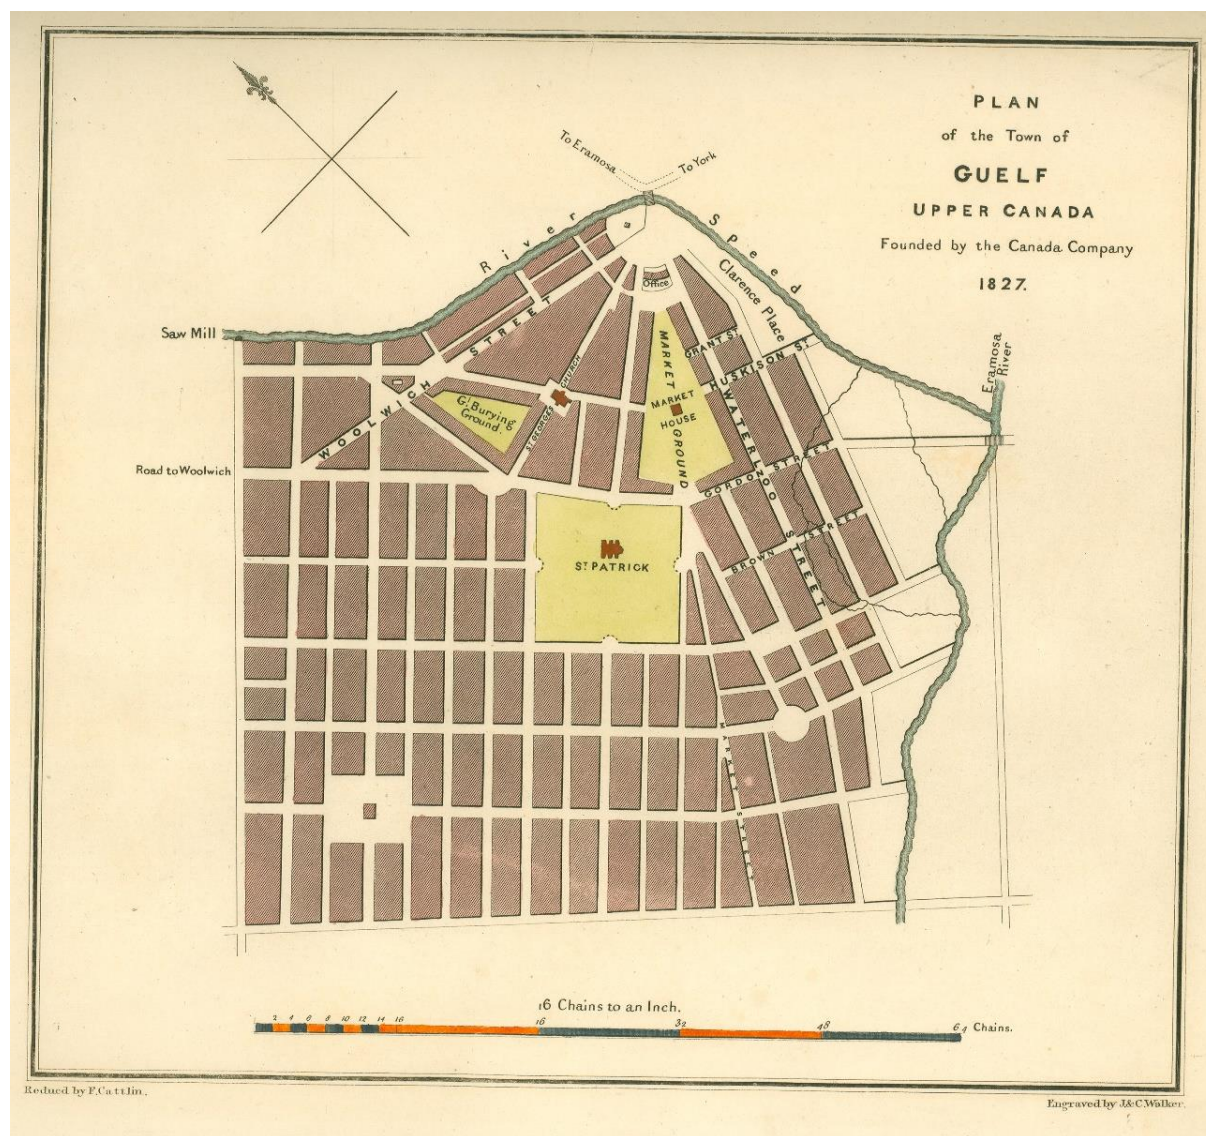 PLAN
of the Town of
GUELF
UPPER CANADA
Founded by the Canada Company
1827.
To Eramosa
To York
River Speed
Clarence Place
Office
Saw Mill
STREET
WOOLWICH
Gl Burying
Ground.
ST GEORGES CHURCH
MARKET GROUND
MARKET
HOUSE
GRANT ST
HUSKISON ST
WATERLOO STREET
GORDON STREET
BROWN STREET
Eramosa
River
Road to Woolwich
ST PATRICK
MARKET STREET
16 Chains to an Inch.
2 4 6 8 10 12 14 16
16 32 48 64 Chains.
Reduced by F. Cattlin.
Engraved by J. & C. Walker.